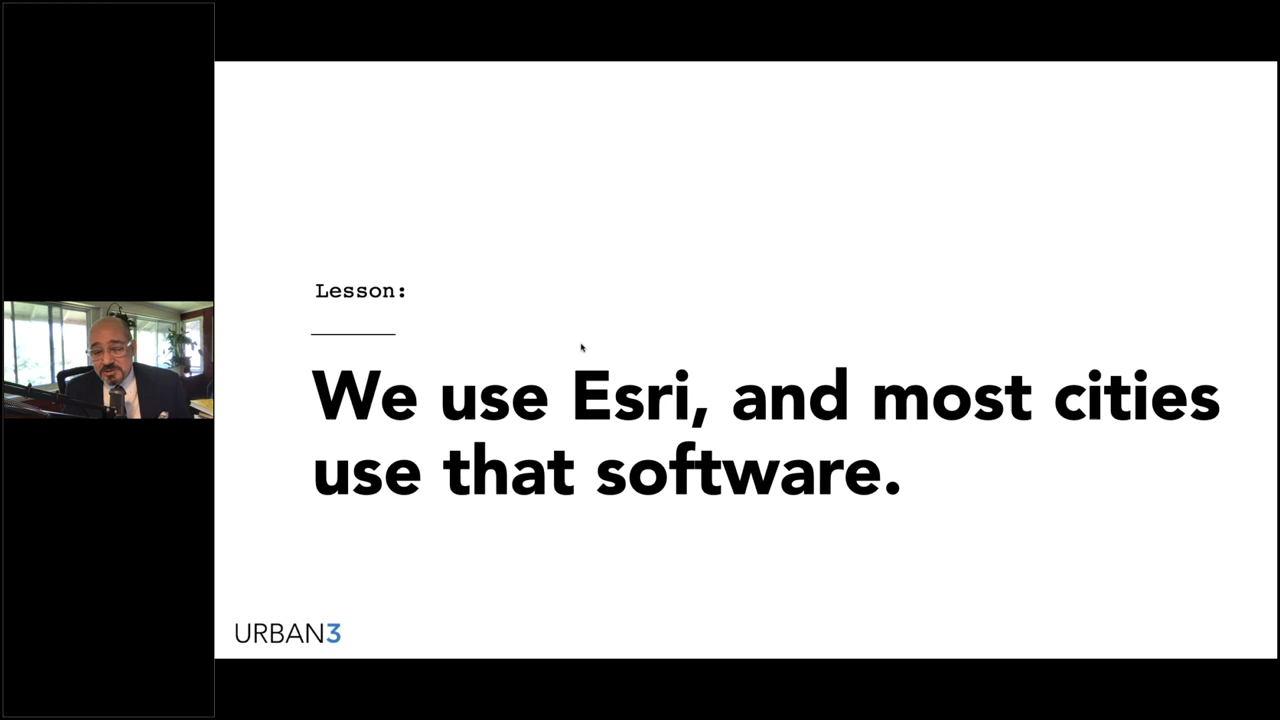 Lesson:
We use Esri, and most cities
use that software.
URBAN3